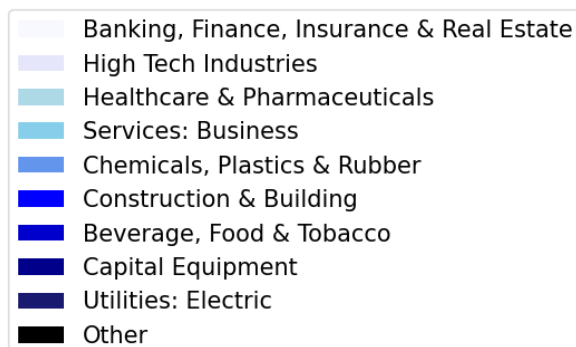 Banking, Finance, Insurance & Real Estate
High Tech Industries
Healthcare & Pharmaceuticals
Services: Business
Chemicals, Plastics & Rubber
Construction & Building
Beverage, Food & Tobacco
Capital Equipment
Utilities: Electric
Other